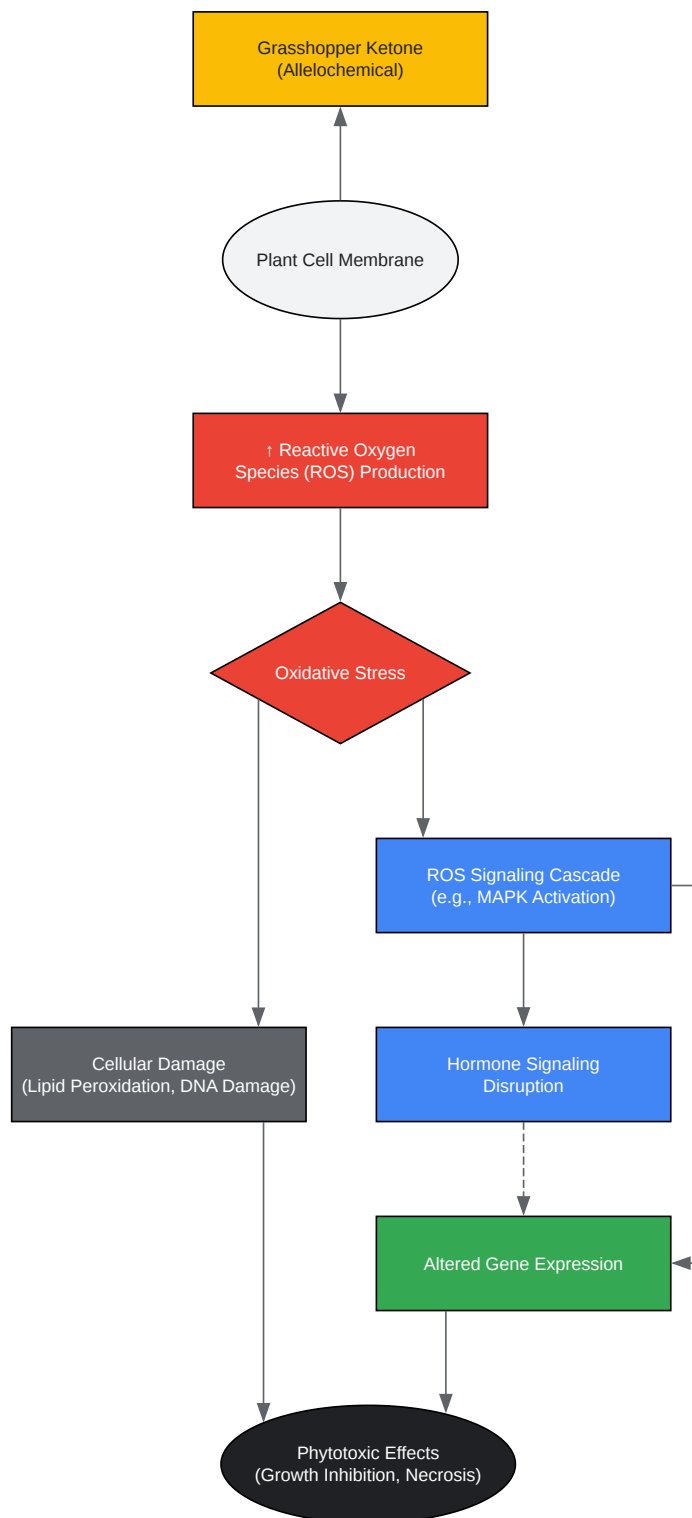 Grasshopper Ketone
(Allelochemical)
Plant Cell Membrane
↑ Reactive Oxygen
Species (ROS) Production
Oxidative Stress
ROS Signaling Cascade
(e.g., MAPK Activation)
Cellular Damage
(Lipid Peroxidation, DNA Damage)
Hormone Signaling
Disruption
Altered Gene Expression
Phytotoxic Effects
(Growth Inhibition, Necrosis)